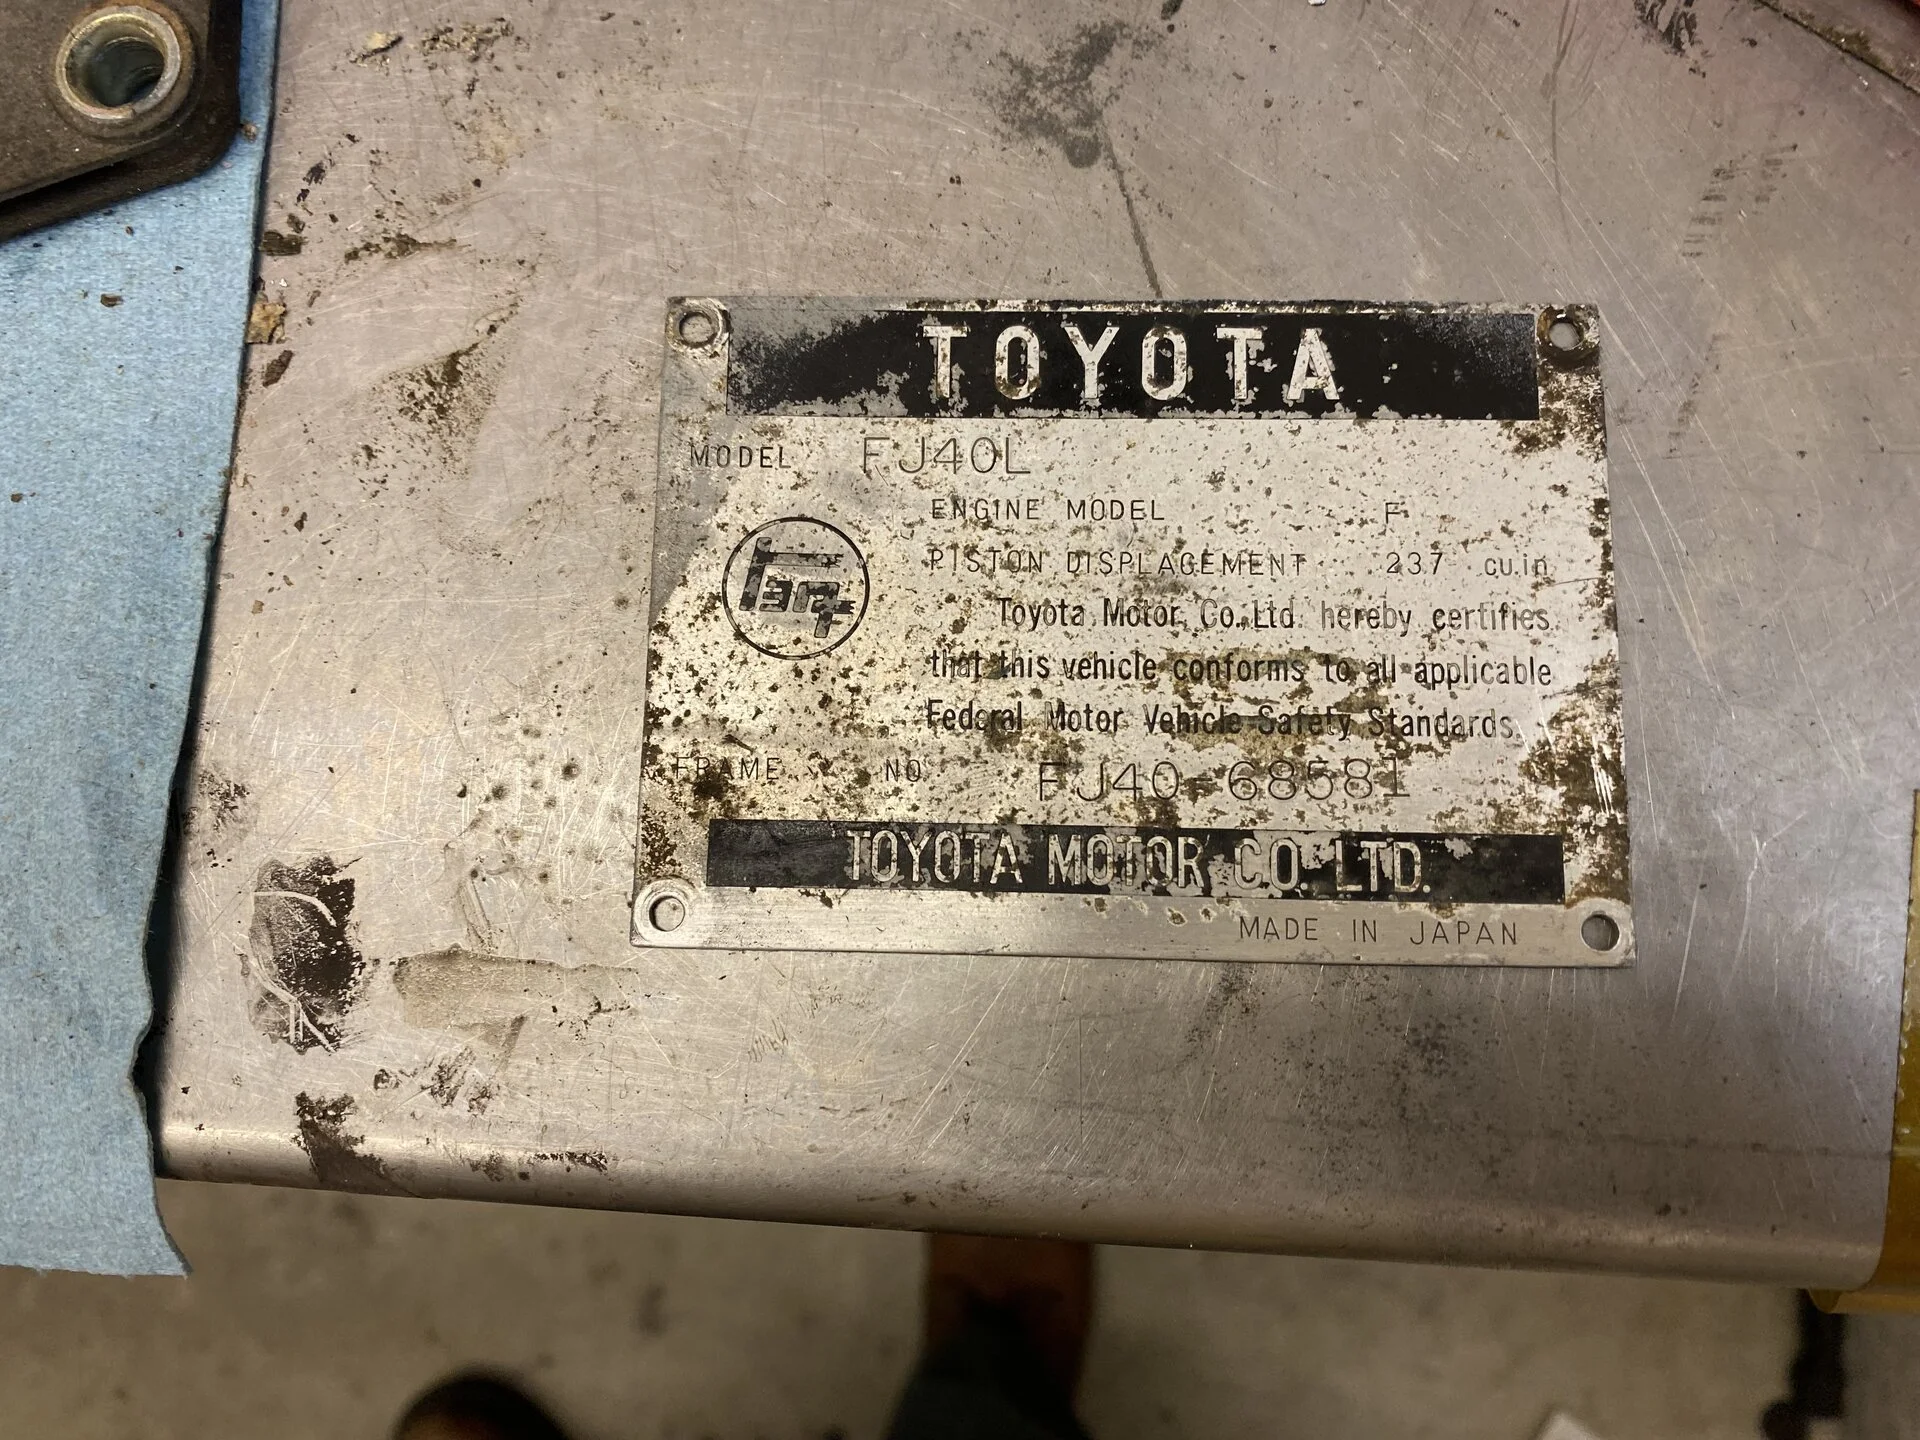 TOYOTA
MODEL FJ40L
ENGINE MODEL F
PISTON DISPLACEMENT 237 cu.in
Toyota Motor Co.,Ltd. hereby certifies
that this vehicle conforms to all applicable
Federal Motor Vehicle Safety Standards.
FRAME NO FJ40-68581
TOYOTA MOTOR CO. LTD.
MADE IN JAPAN